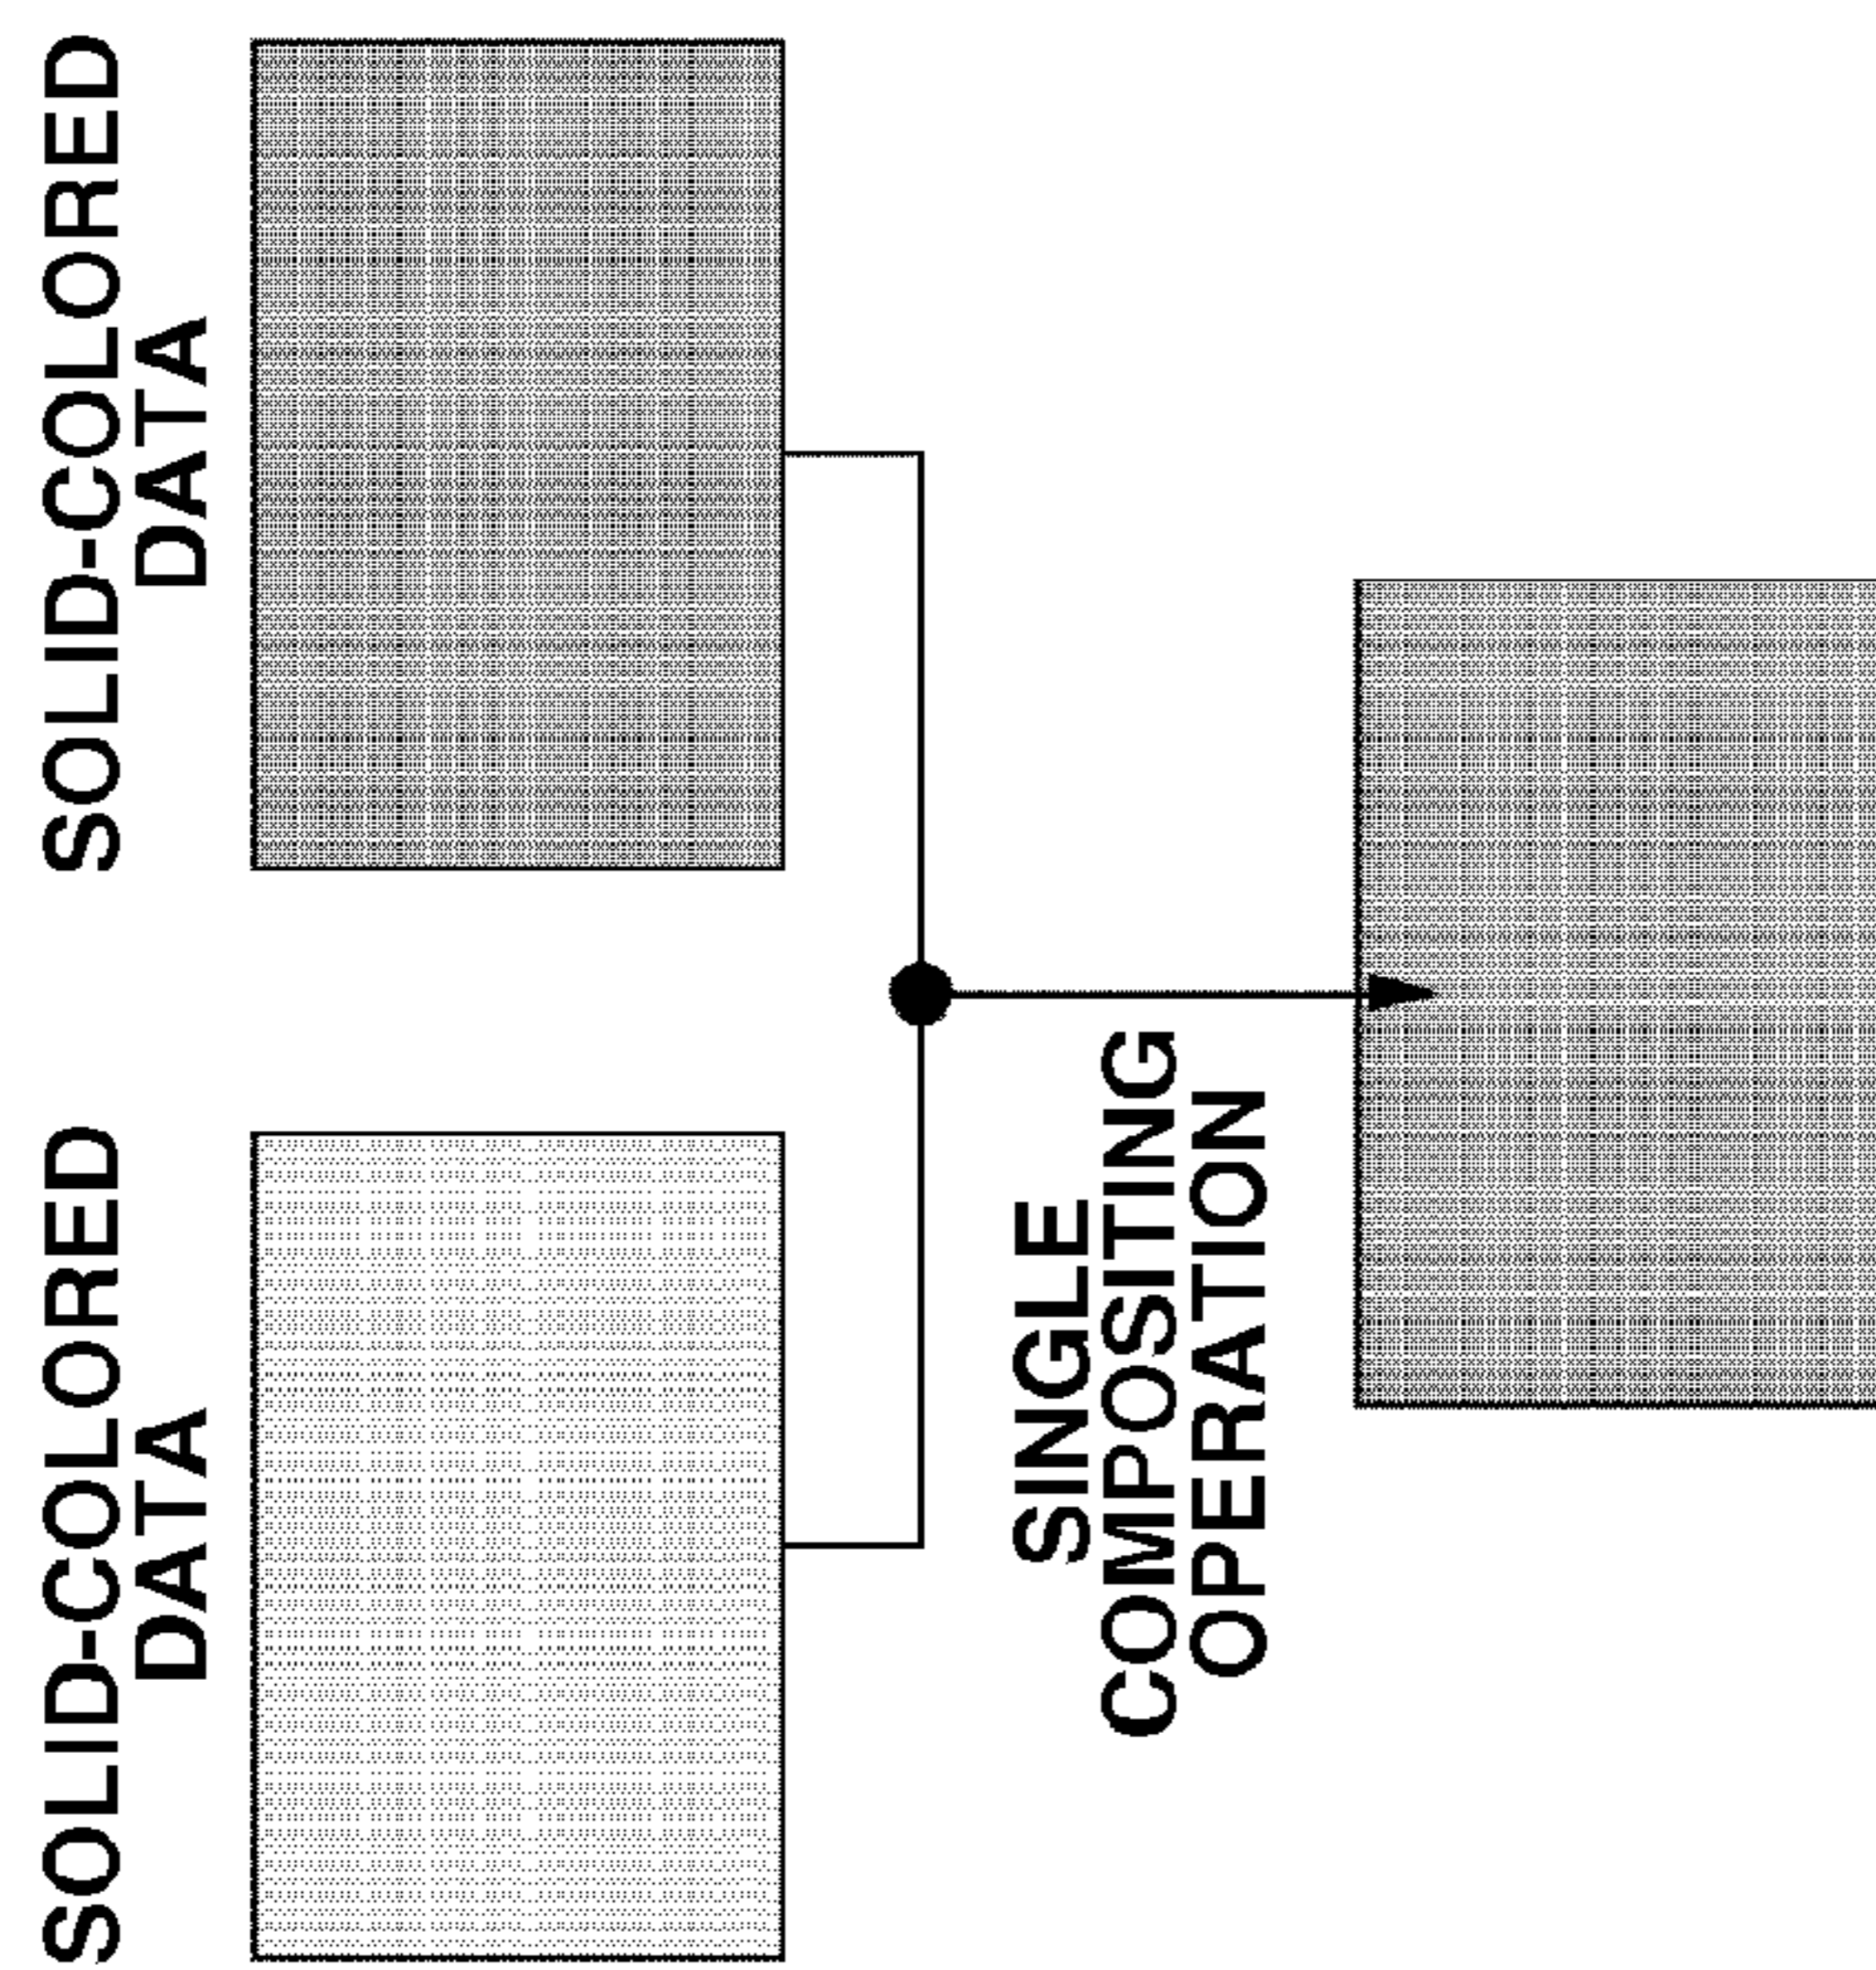 SOLID-COLORED
DATA
SOLID-COLORED
DATA
SINGLE
COMPOSITING
OPERATION